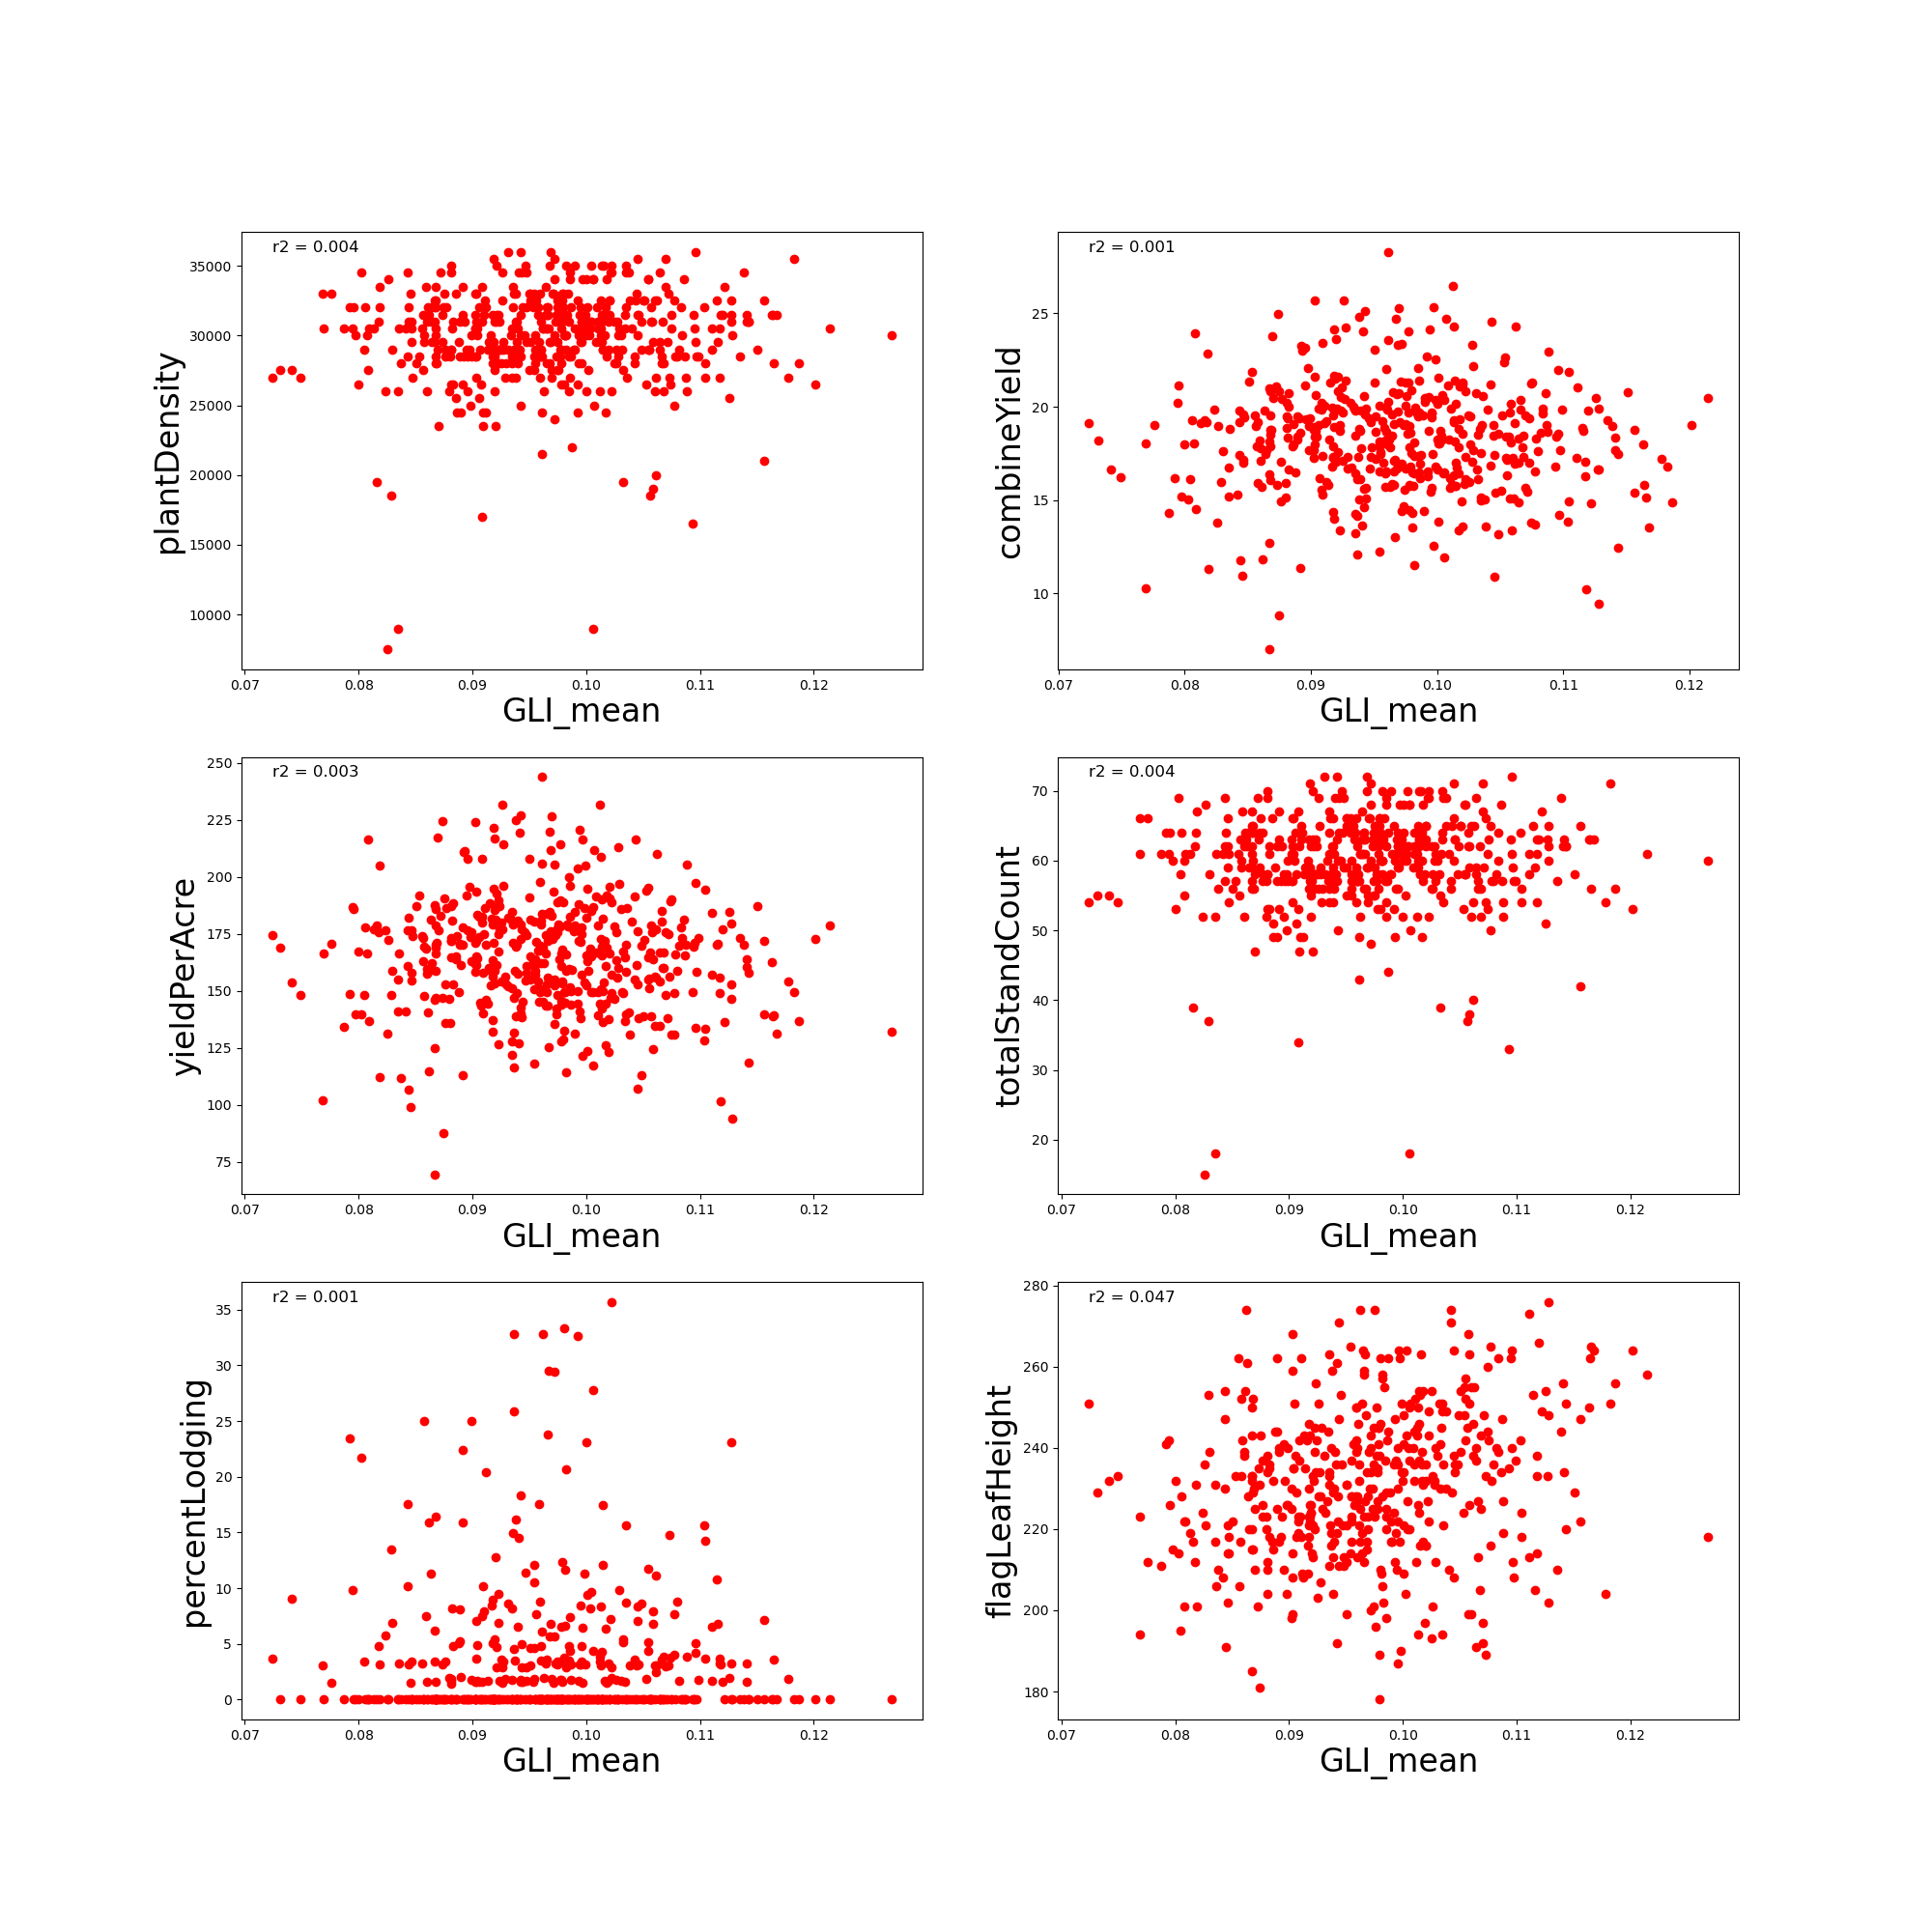 r2 = 0.004
35000
30000
25000
20000
15000
10000
plantDensity
0.07 0.08 0.09 0.10 0.11 0.12
GLI_mean
r2 = 0.001
25
20
15
10
combineYield
0.07 0.08 0.09 0.10 0.11 0.12
GLI_mean
r2 = 0.003
250
225
200
175
150
125
100
75
yieldPerAcre
0.07 0.08 0.09 0.10 0.11 0.12
GLI_mean
r2 = 0.004
70
60
50
40
30
20
totalStandCount
0.07 0.08 0.09 0.10 0.11 0.12
GLI_mean
r2 = 0.001
35
30
25
20
15
10
5
0
percentLodging
0.07 0.08 0.09 0.10 0.11 0.12
GLI_mean
r2 = 0.047
280
260
240
220
200
180
flagLeafHeight
0.07 0.08 0.09 0.10 0.11 0.12
GLI_mean